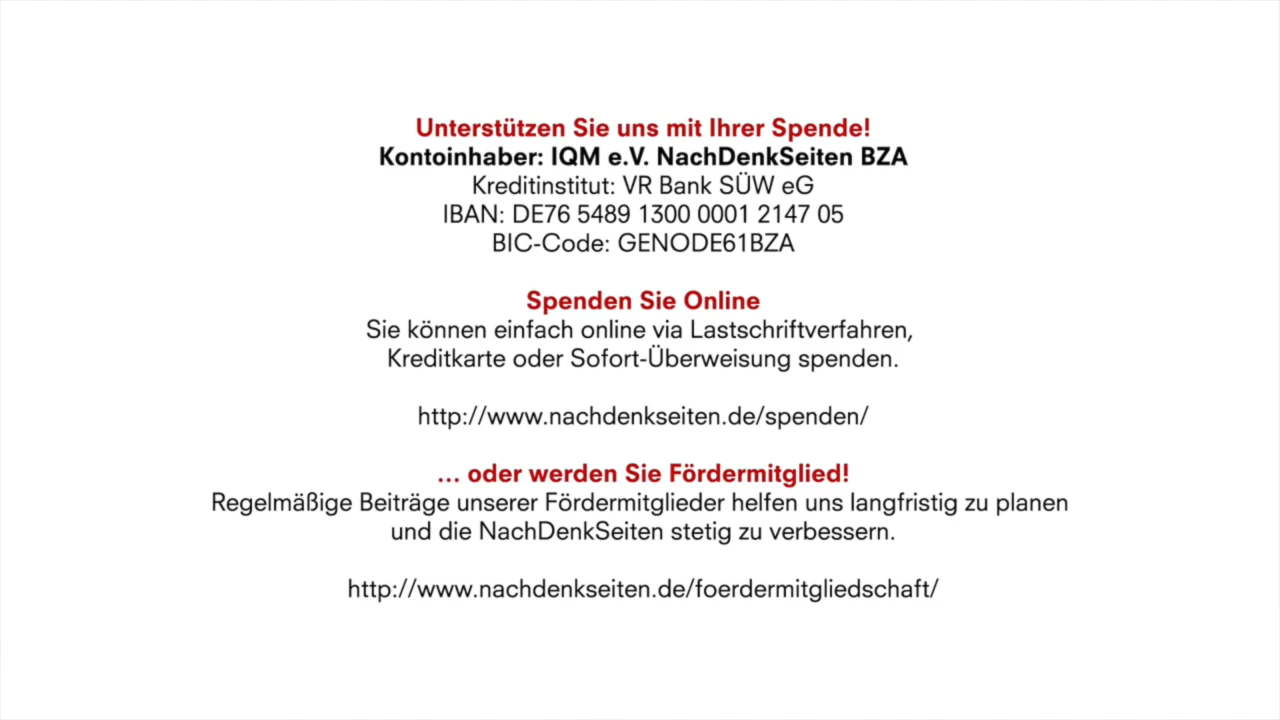 Unterstützen Sie uns mit Ihrer Spende!
Kontoinhaber: IQM e.V. NachDenkSeiten BZA
Kreditinstitut: VR Bank SÜW eG
IBAN: DE76 5489 1300 0001 2147 05
BIC-Code: GENODE61BZA
Spenden Sie Online
Sie können einfach online via Lastschriftverfahren,
Kreditkarte oder Sofort-Überweisung spenden.
http://www.nachdenkseiten.de/spenden/
... oder werden Sie Fördermitglied!
Regelmäßige Beiträge unserer Fördermitglieder helfen uns langfristig zu planen
und die NachDenkSeiten stetig zu verbessern.
http://www.nachdenkseiten.de/foerdermitgliedschaft/